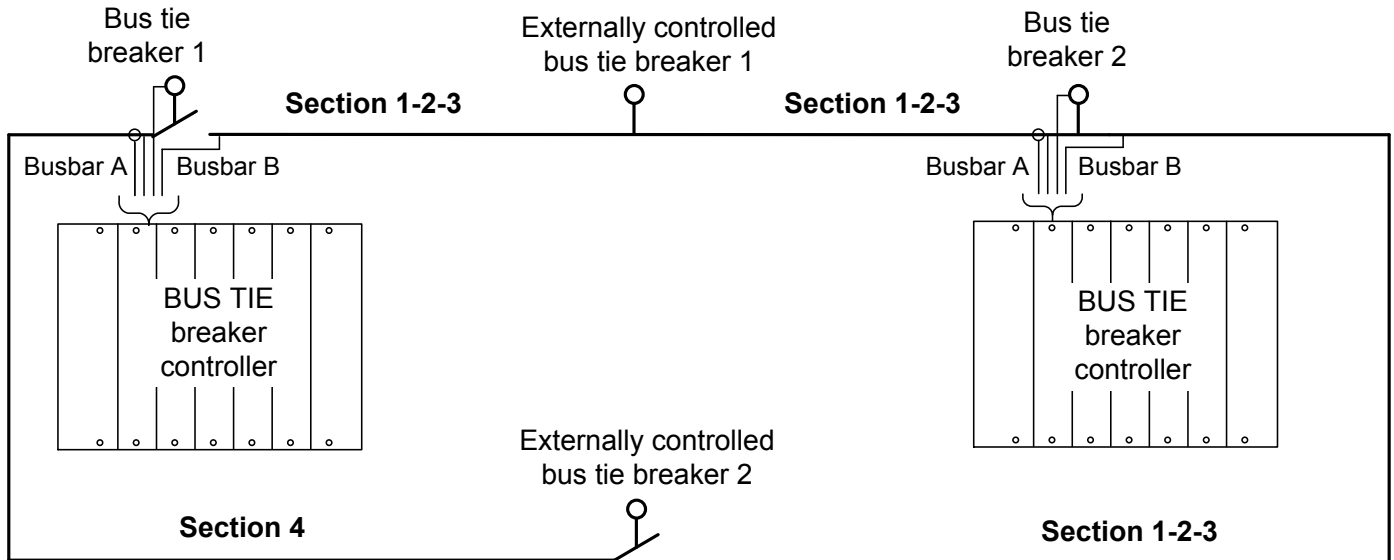 Bus tie
breaker 1
Externally controlled
bus tie breaker 1
Bus tie
breaker 2
Section 1-2-3
Section 1-2-3
Busbar A
Busbar B
Busbar A
Busbar B
BUS TIE
breaker
controller
BUS TIE
breaker
controller
Externally controlled
bus tie breaker 2
Section 4
Section 1-2-3